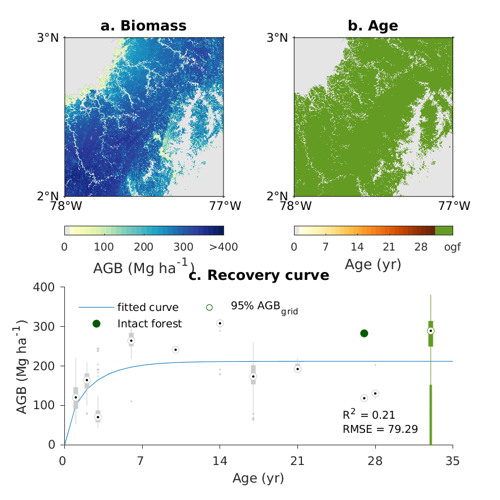 a. Biomass
b. Age
3°N
3°N
2°N
2°N
78°W
77°W
78°W
77°W
0 100 200 300 >400
0 7 14 21 28 ogf
AGB (Mg ha⁻¹)
Age (yr)
c. Recovery curve
400
300
200
100
0
AGB (Mg ha⁻¹)
fitted curve
95% AGB_grid
Intact forest
R² = 0.21
RMSE = 79.29
0 7 14 21 28 35
Age (yr)